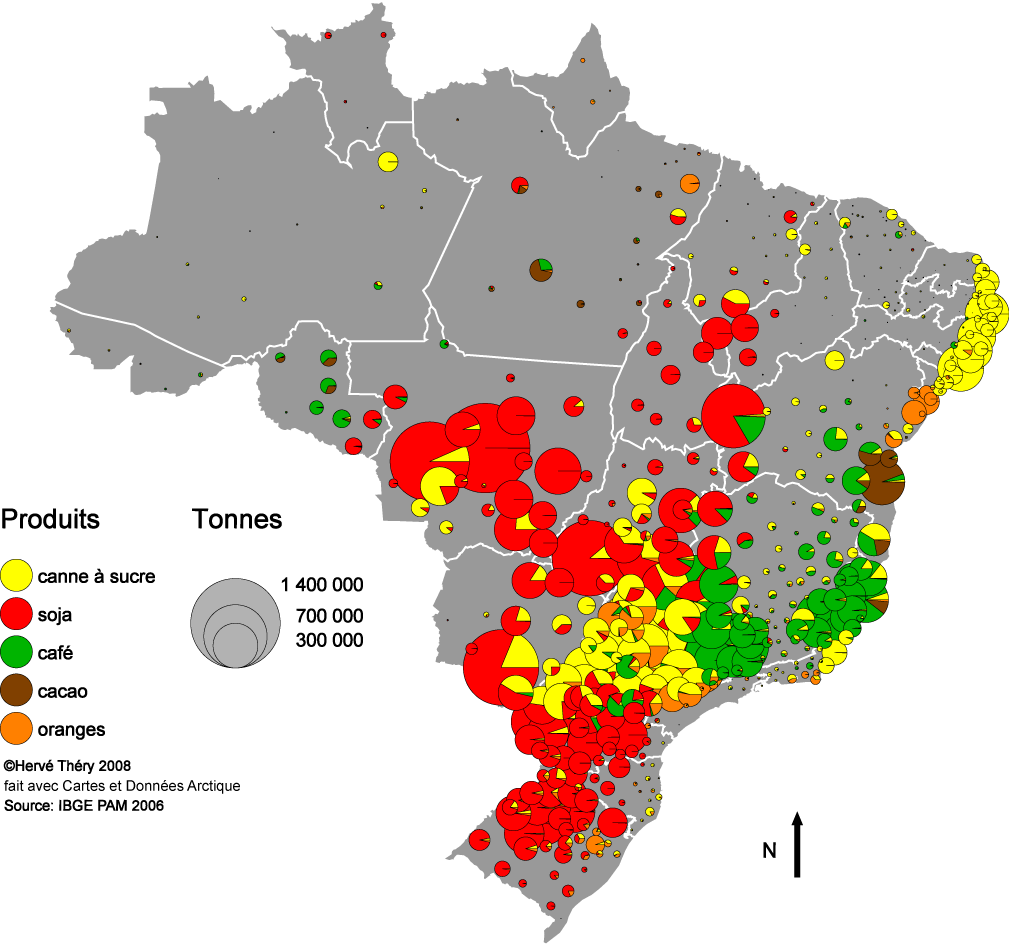 Produits
Tonnes
canne à sucre
soja
café
cacao
oranges
1 400 000
700 000
300 000
©Hervé Théry 2008
fait avec Cartes et Données Arctique
Source: IBGE PAM 2006
N